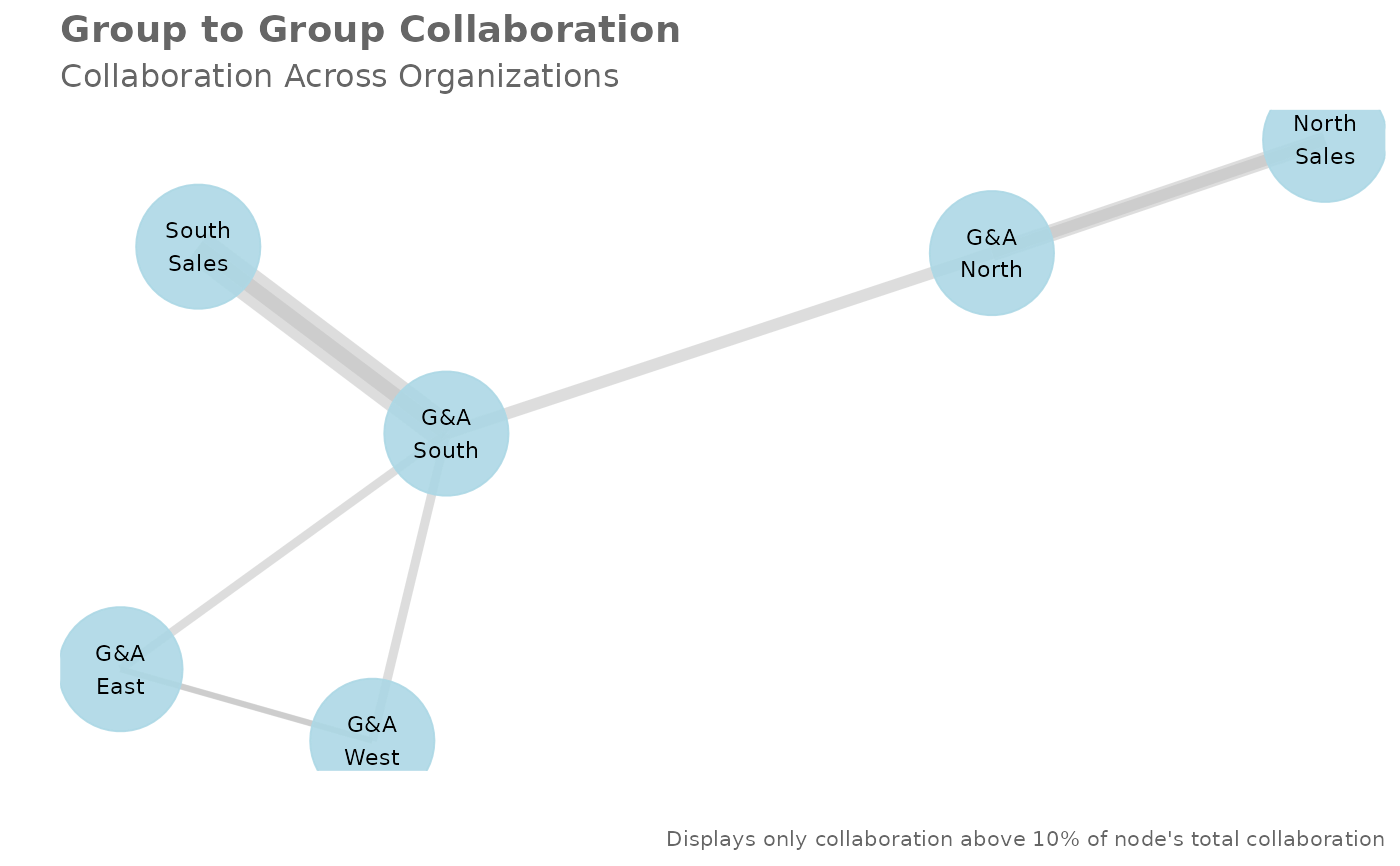 Group to Group Collaboration
Collaboration Across Organizations
North
Sales
South
Sales
G&A
North
G&A
South
G&A
East
G&A
West
Displays only collaboration above 10% of node's total collaboration